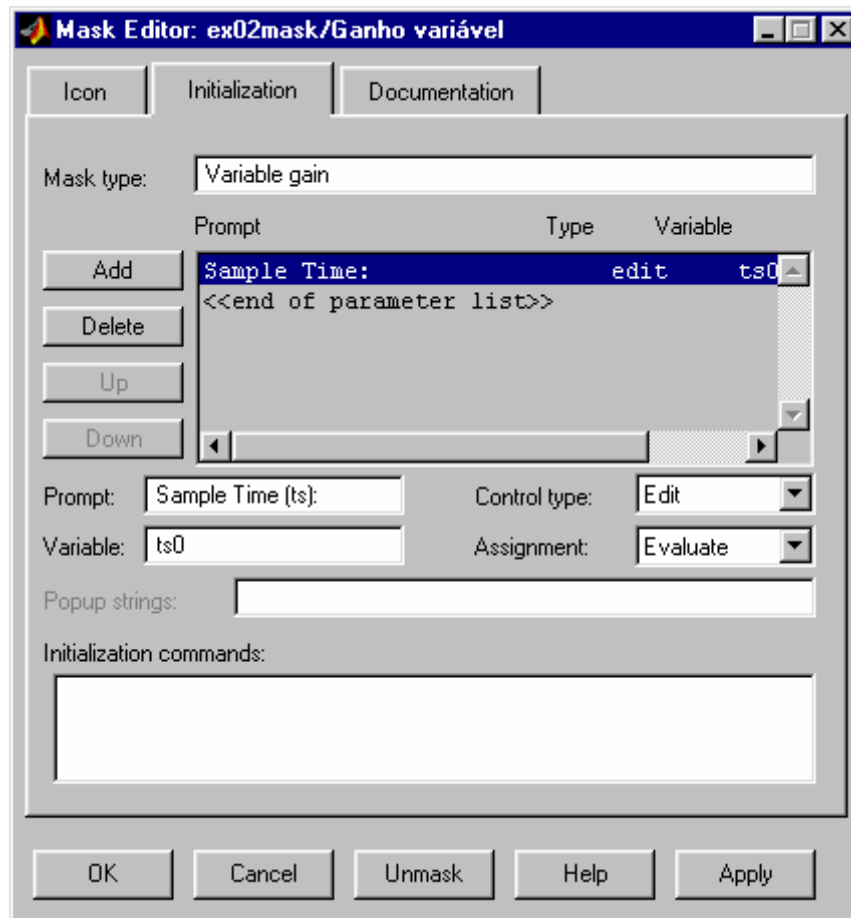 Mask Editor: ex02mask/Ganho variável
Icon Initialization Documentation
Mask type: Variable gain
Prompt Type Variable
Add
Delete
Up
Down
Sample Time: edit ts0
<<end of parameter list>>
Prompt: Sample Time (ts): Control type: Edit
Variable: ts0 Assignment: Evaluate
Popup strings:
Initialization commands:
OK Cancel Unmask Help Apply